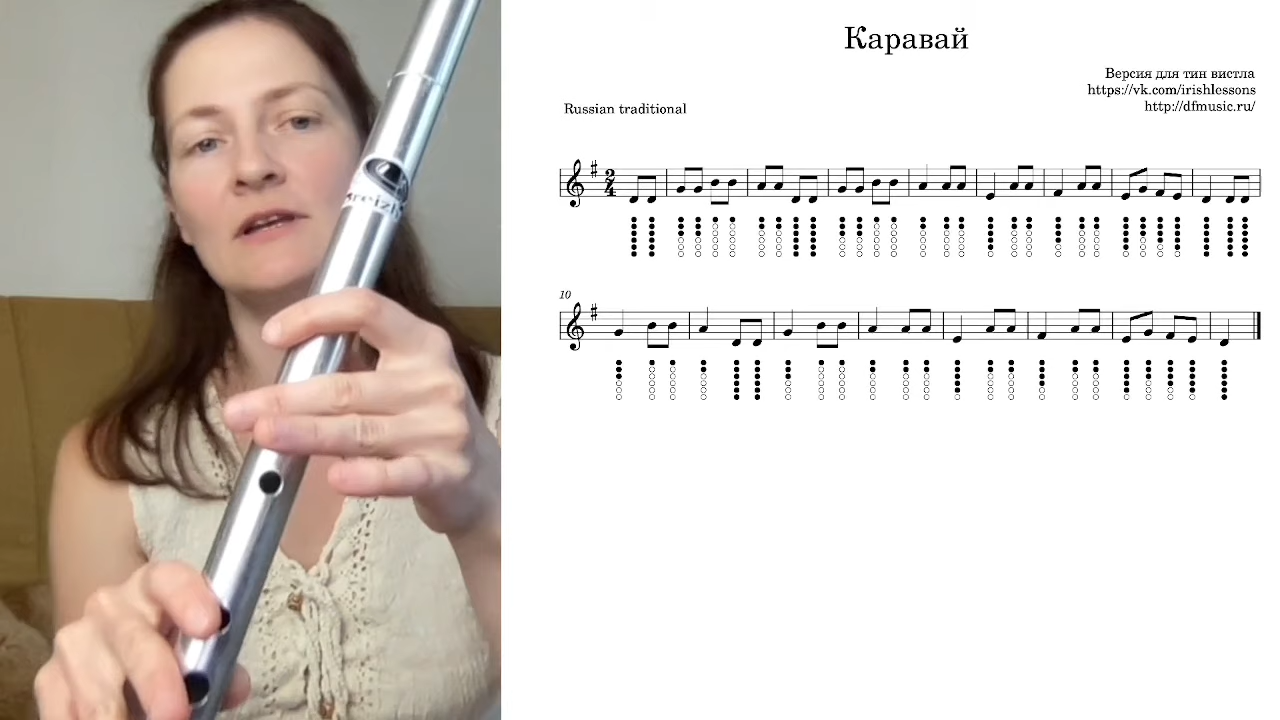 Каравай
Версия для тин вистла
https://vk.com/irishlessons
http://dfmusic.ru/
Russian traditional
2
4
10